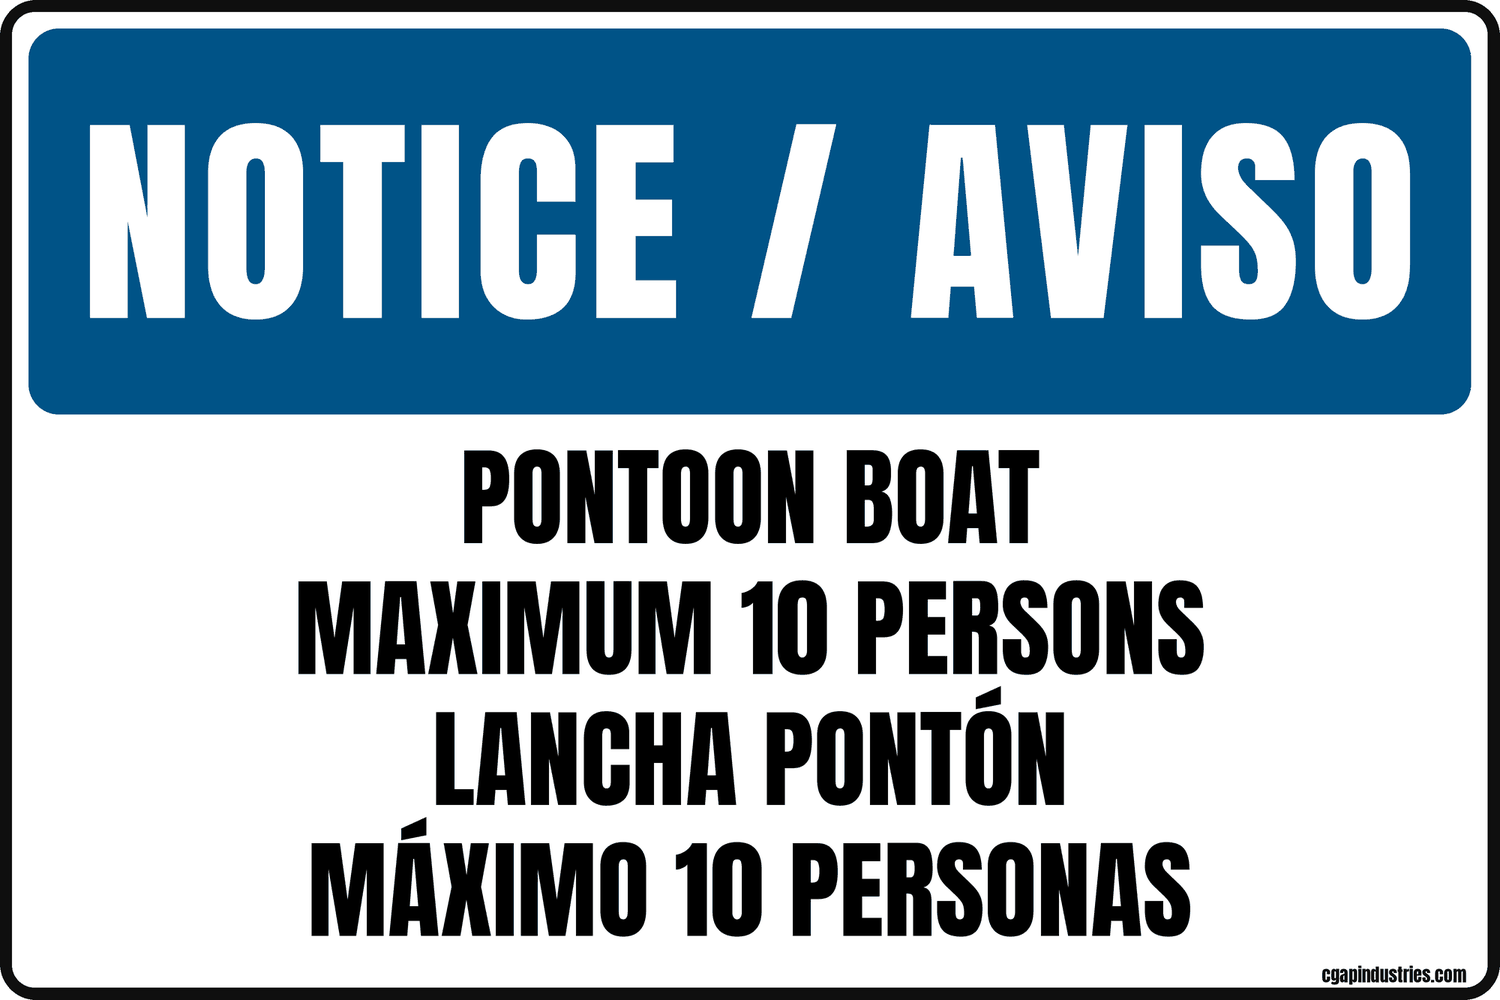 NOTICE / AVISO
PONTOON BOAT
MAXIMUM 10 PERSONS
LANCHA PONTÓN
MÁXIMO 10 PERSONAS
cgapindustries.com